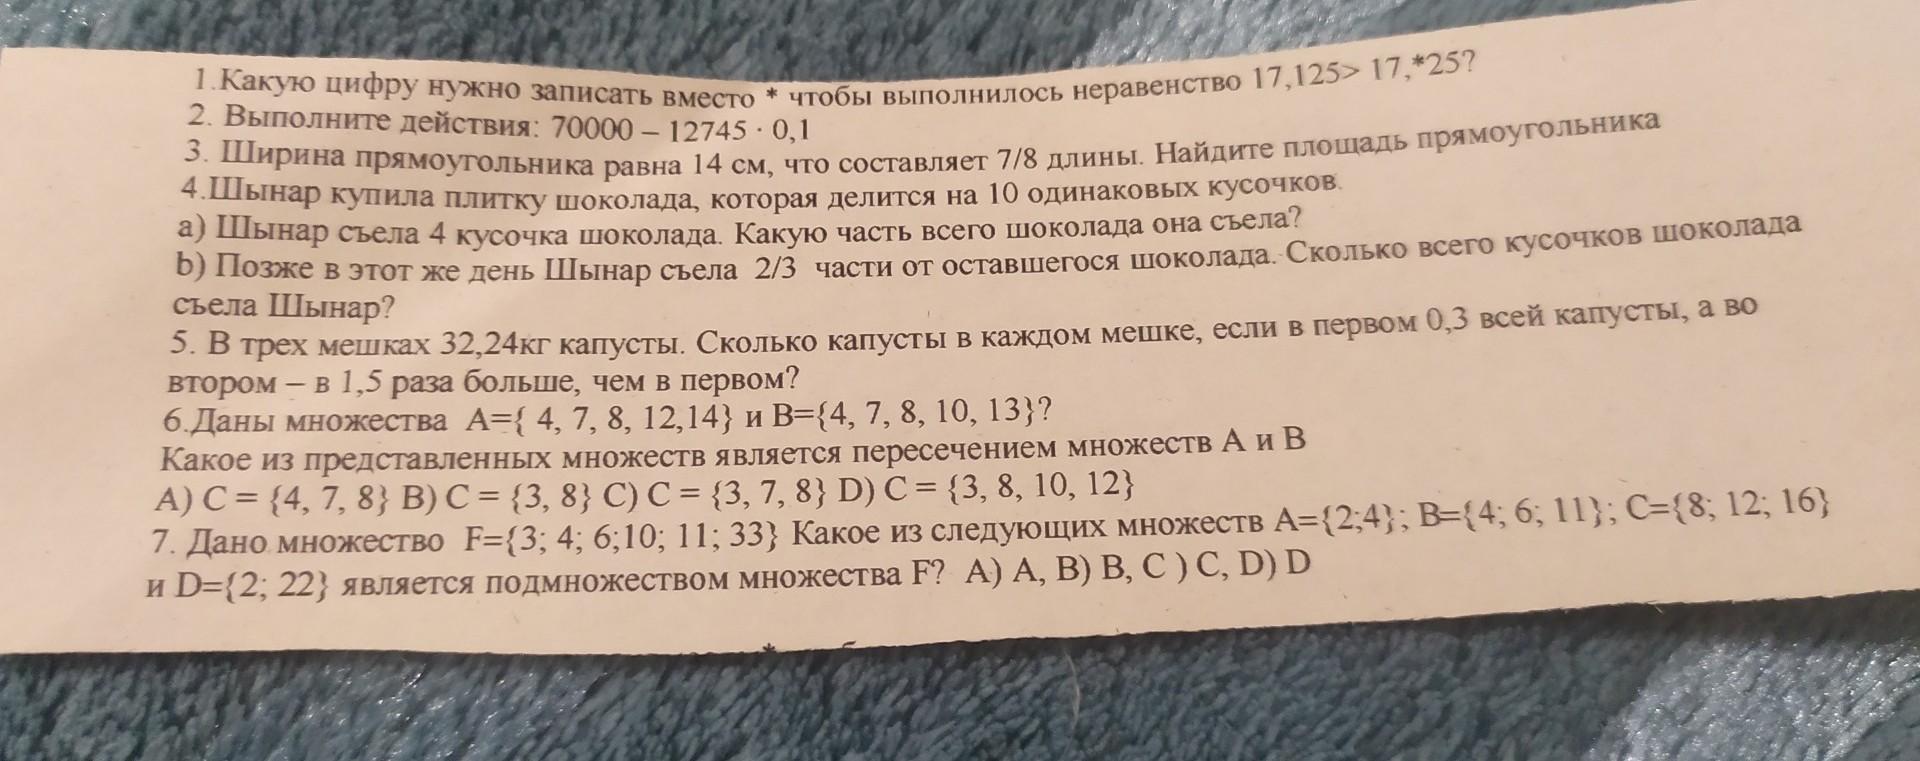 1.Какую цифру нужно записать вместо * чтобы выполнилось неравенство 17,125> 17,*25?
2. Выполните действия: 70000 – 12745 · 0,1
3. Ширина прямоугольника равна 14 см, что составляет 7/8 длины. Найдите площадь прямоугольника
4.Шынар купила плитку шоколада, которая делится на 10 одинаковых кусочков.
a) Шынар съела 4 кусочка шоколада. Какую часть всего шоколада она съела?
b) Позже в этот же день Шынар съела 2/3 части от оставшегося шоколада. Сколько всего кусочков шоколада
съела Шынар?
5. В трех мешках 32,24кг капусты. Сколько капусты в каждом мешке, если в первом 0,3 всей капусты, а во
втором – в 1,5 раза больше, чем в первом?
6.Даны множества А={ 4, 7, 8, 12,14} и В={4, 7, 8, 10, 13}?
Какое из представленных множеств является пересечением множеств А и В
А) С = {4, 7, 8} В) С = {3, 8} С) С = {3, 7, 8} D) С = {3, 8, 10, 12}
7. Дано множество F={3; 4; 6;10; 11; 33} Какое из следующих множеств А={2;4}; В={4; 6; 11}; С={8; 12; 16}
и D={2; 22} является подмножеством множества F? А) А, В) В, С ) С, D) D